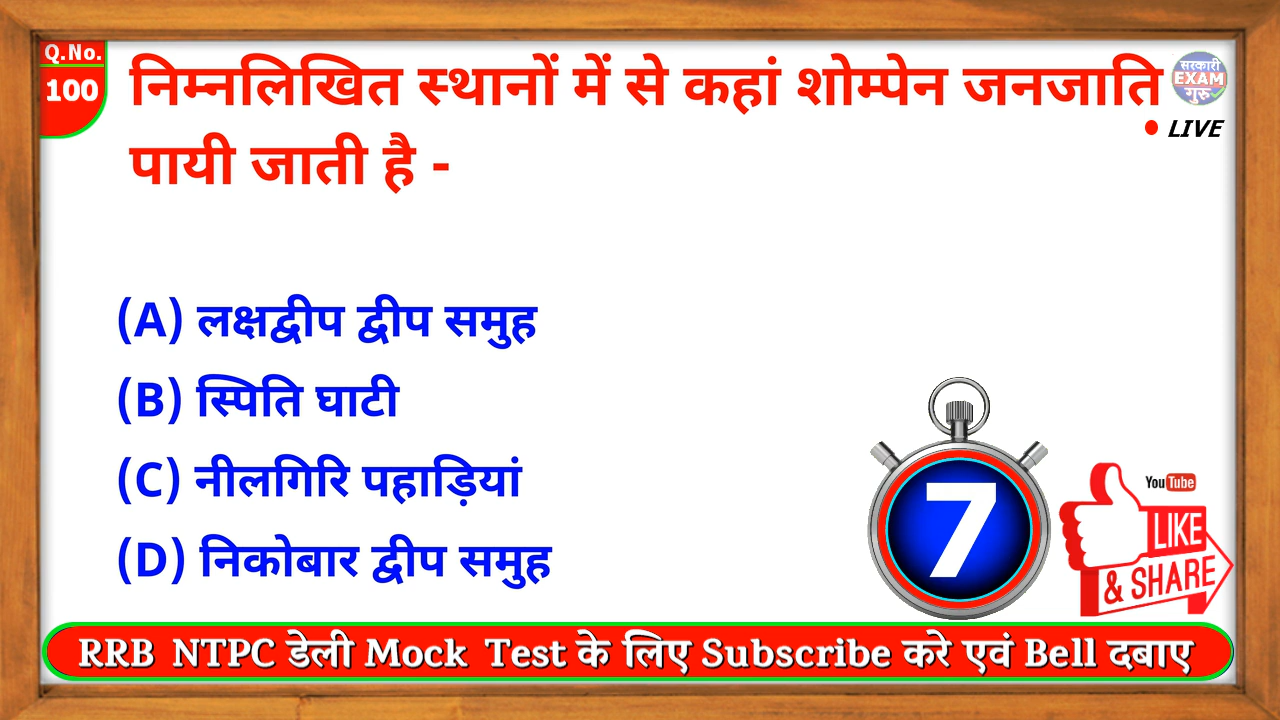 Q.No.
100
निम्नलिखित स्थानों में से कहां शोम्पेन जनजाति
पायी जाती है -
सरकारी
EXAM
गुरु
LIVE
(A) लक्षद्वीप द्वीप समुह
(B) स्पिति घाटी
(C) नीलगिरि पहाड़ियां
(D) निकोबार द्वीप समुह
7
YouTube
LIKE
& SHARE
RRB NTPC डेली Mock Test के लिए Subscribe करे एवं Bell दबाए